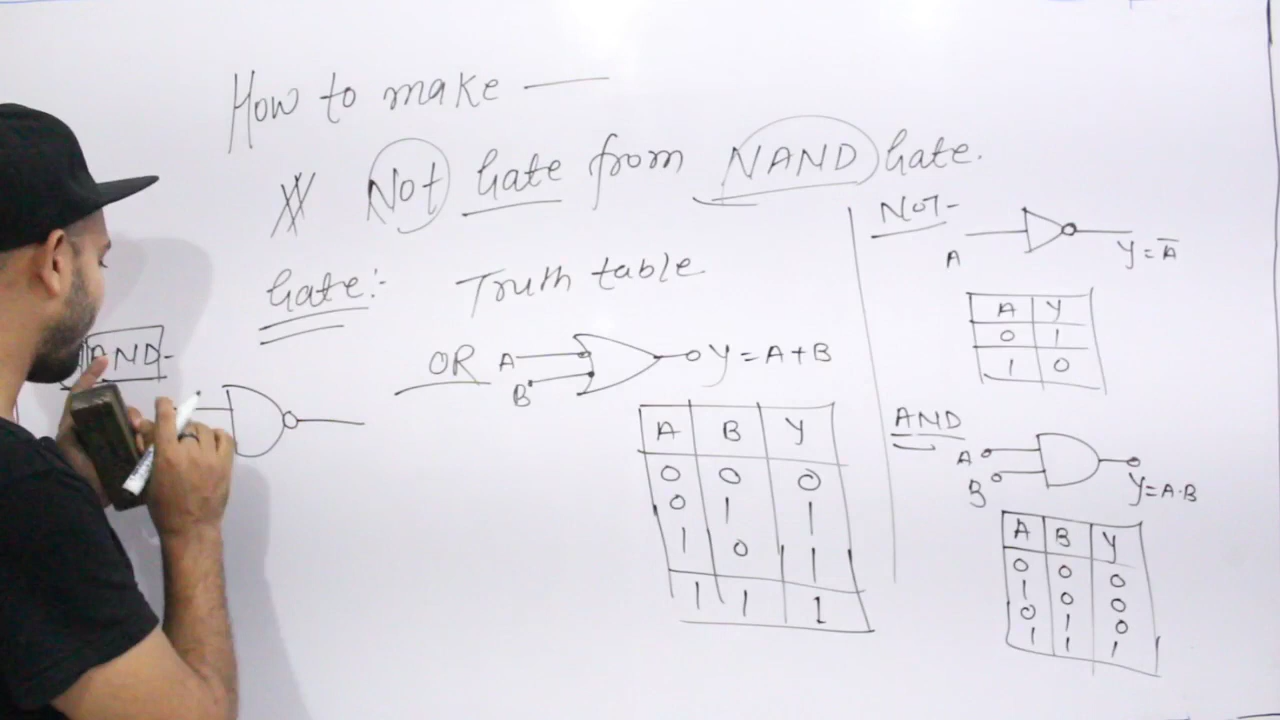 How to make —
Not Gate from NAND Gate.
Gate:- Truth table
OR A B Y = A + B
A B Y
0 0 0
0 1 1
1 0 1
1 1 1
NOT-
A Y = A̅
A Y
0 1
1 0
AND
A B Y = A·B
A B Y
0 0 0
1 0 0
0 1 0
1 1 1
AND-